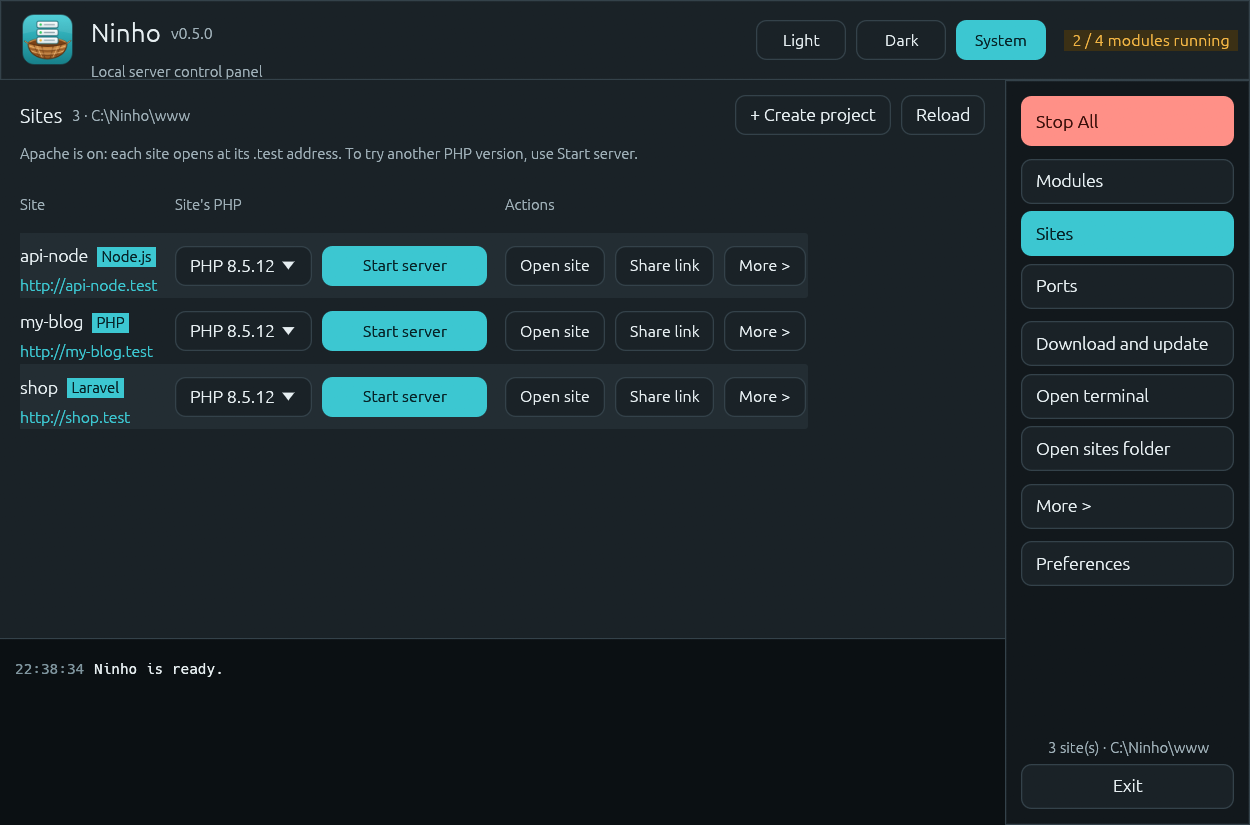 Ninho v0.5.0
Local server control panel
Light
Dark
System
2 / 4 modules running
Sites 3 · C:\Ninho\www
+ Create project
Reload
Apache is on: each site opens at its .test address. To try another PHP version, use Start server.
Site Site's PHP Actions
api-node Node.js
http://api-node.test
PHP 8.5.12
Start server
Open site
Share link
More >
my-blog PHP
http://my-blog.test
PHP 8.5.12
Start server
Open site
Share link
More >
shop Laravel
http://shop.test
PHP 8.5.12
Start server
Open site
Share link
More >
22:38:34 Ninho is ready.
Stop All
Modules
Sites
Ports
Download and update
Open terminal
Open sites folder
More >
Preferences
3 site(s) · C:\Ninho\www
Exit